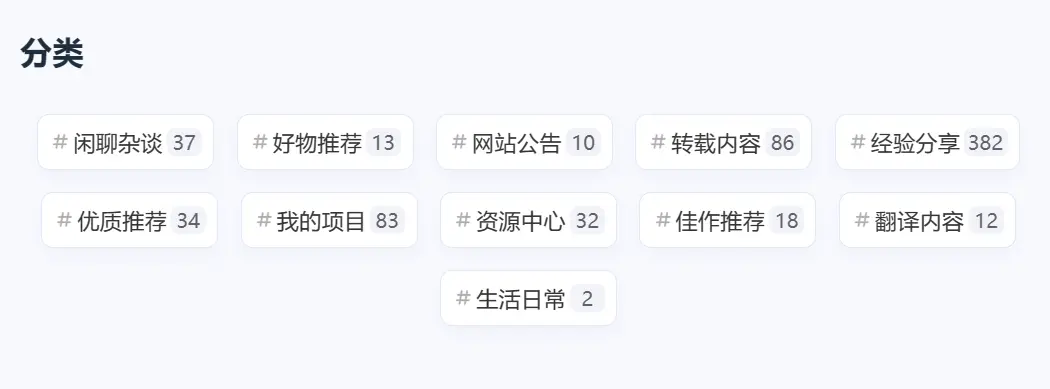 分类
# 闲聊杂谈 37 # 好物推荐 13 # 网站公告 10 # 转载内容 86 # 经验分享 382
# 优质推荐 34 # 我的项目 83 # 资源中心 32 # 佳作推荐 18 # 翻译内容 12
# 生活日常 2